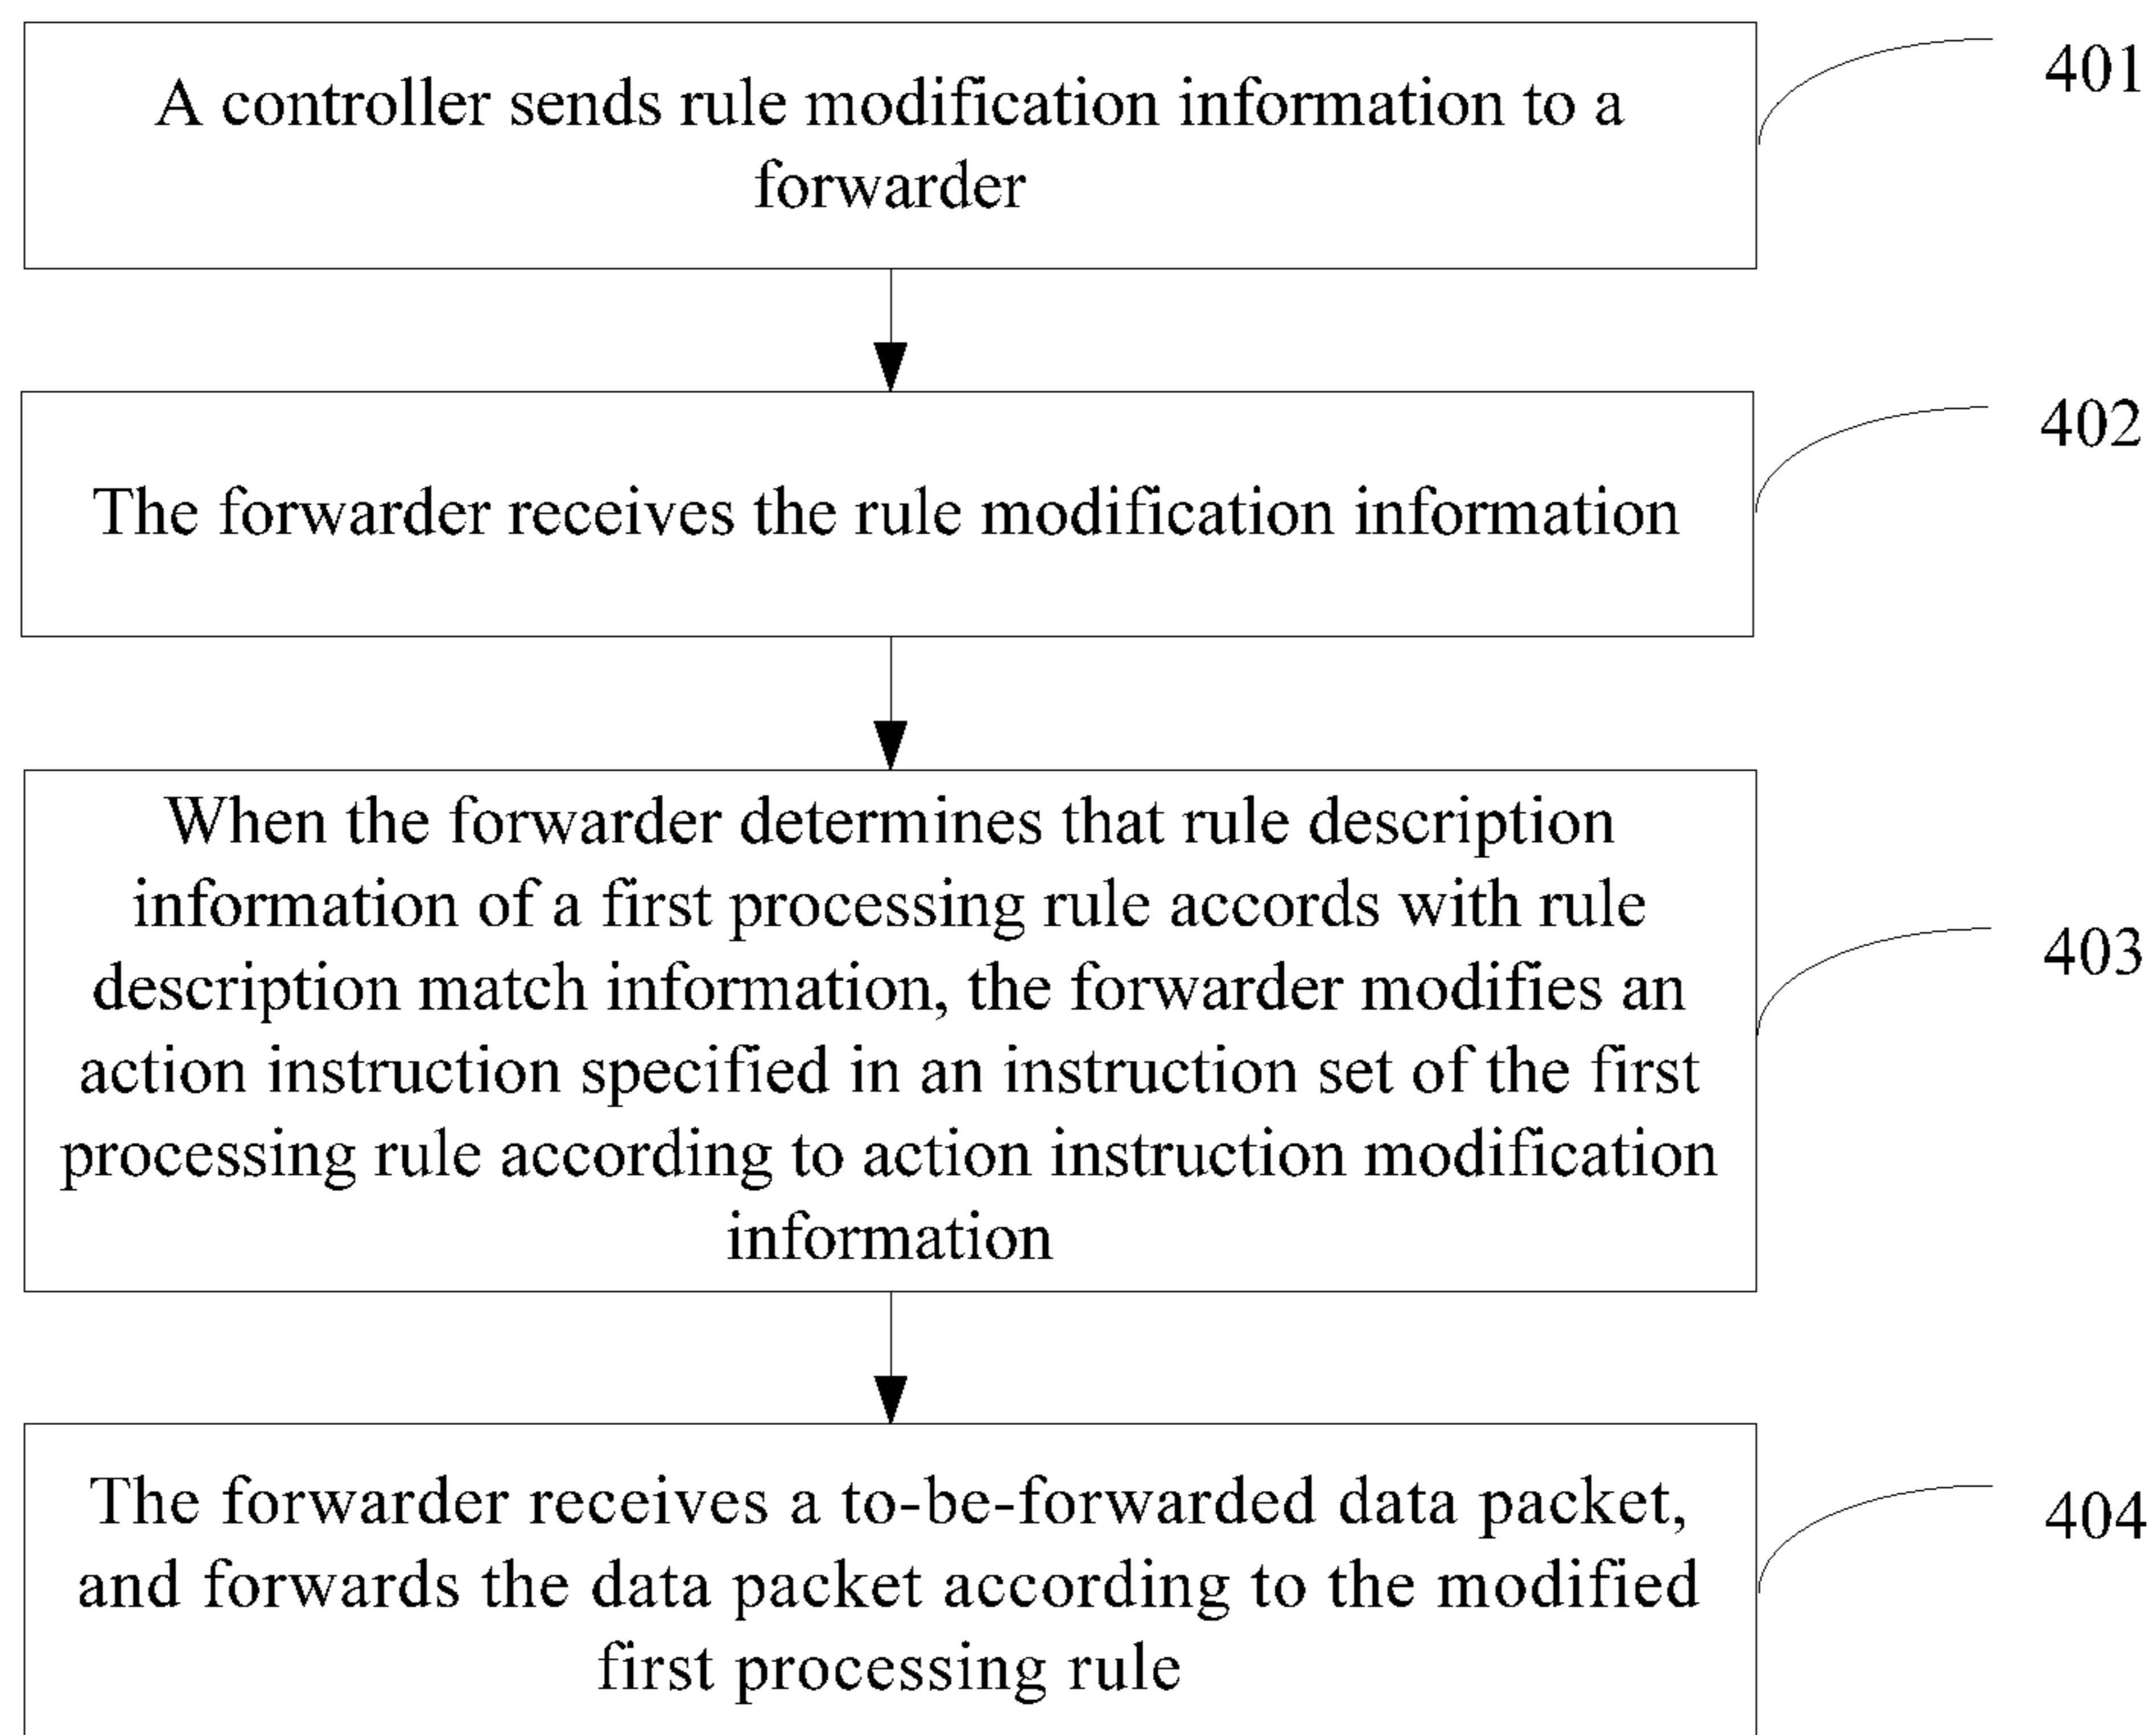 A controller sends rule modification information to a
forwarder
401
The forwarder receives the rule modification information
402
When the forwarder determines that rule description
information of a first processing rule accords with rule
description match information, the forwarder modifies an
action instruction specified in an instruction set of the first
processing rule according to action instruction modification
information
403
The forwarder receives a to-be-forwarded data packet,
and forwards the data packet according to the modified
first processing rule
404